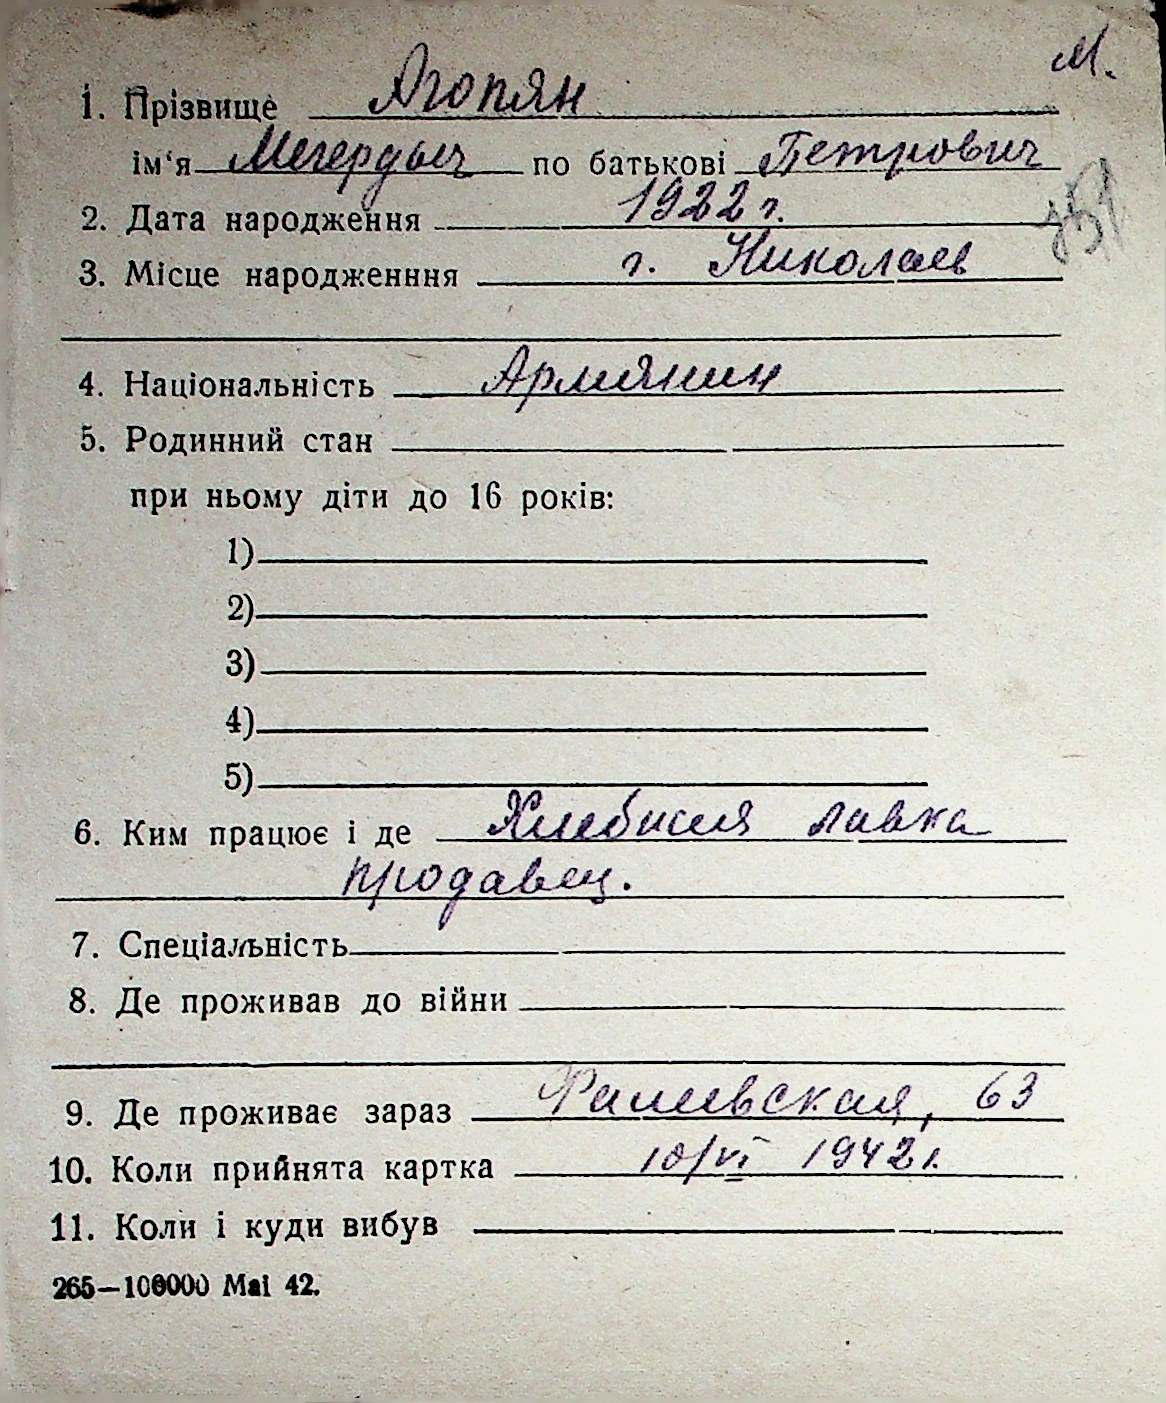 М.
1. Прізвище Агопян
ім'я Мегердыч по батькові Петрович
2. Дата народження 1922 г.
3. Місце народженння г. Николаев
4. Національність Армянин
5. Родинний стан
при ньому діти до 16 років:
1)
2)
3)
4)
5)
6. Ким працює і де Хлебная лавка
продавец.
7. Спеціальність
8. Де проживав до війни
9. Де проживає зараз Фалеевская, 63
10. Коли прийнята картка 10/VI 1942 г.
11. Коли і куди вибув
265—100000 Mai 42.